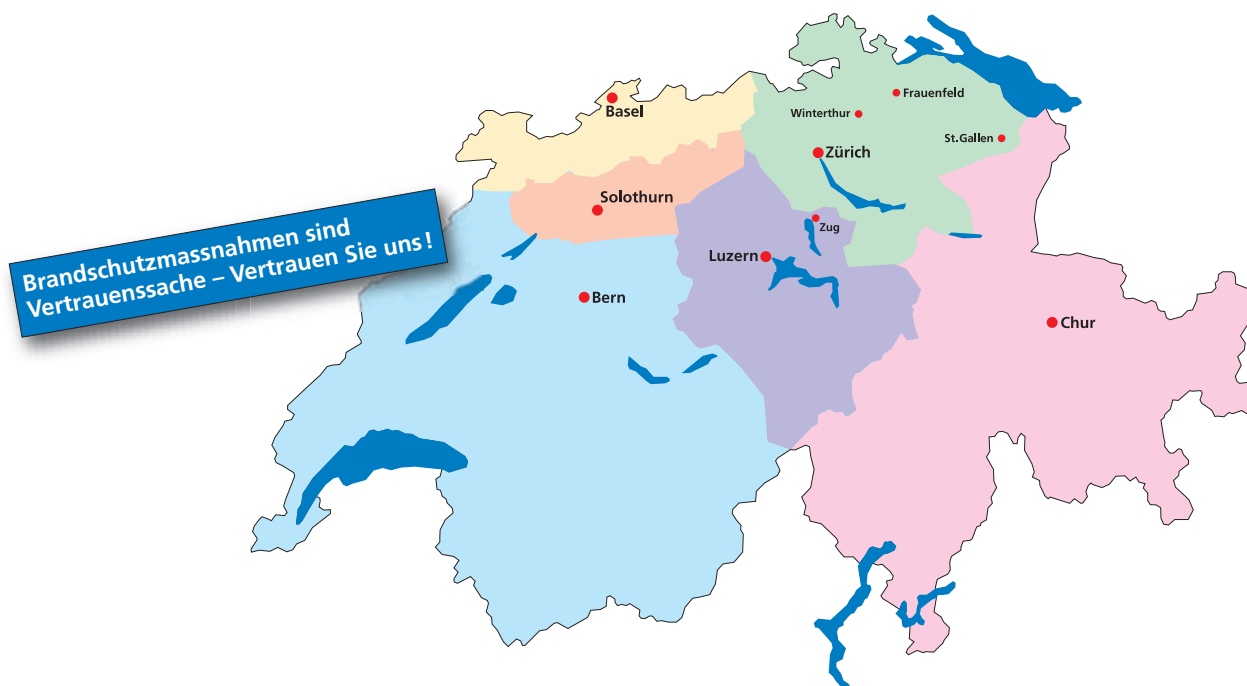 Frauenfeld
Basel
Winterthur
St.Gallen
Zürich
Solothurn
Zug
Brandschutzmassnahmen sind
Vertrauenssache – Vertrauen Sie uns!
Luzern
Bern
Chur